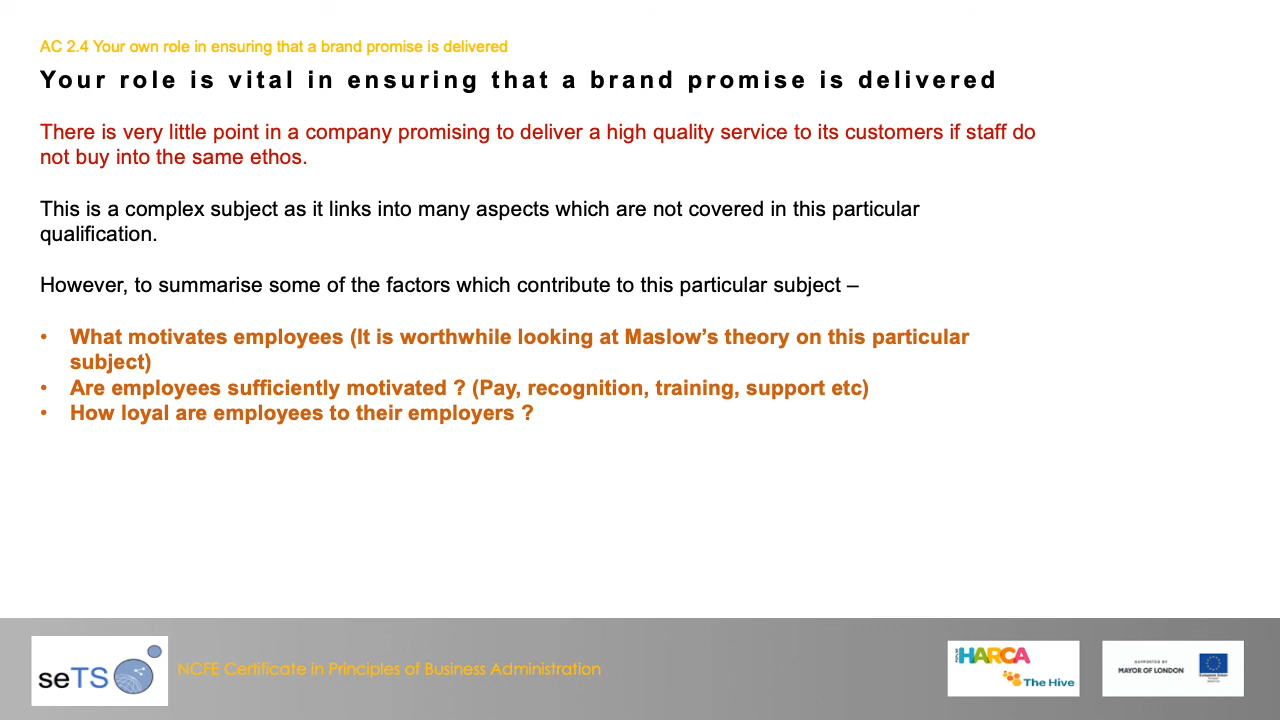 AC 2.4 Your own role in ensuring that a brand promise is delivered
Your role is vital in ensuring that a brand promise is delivered
There is very little point in a company promising to deliver a high quality service to its customers if staff do
not buy into the same ethos.
This is a complex subject as it links into many aspects which are not covered in this particular
qualification.
However, to summarise some of the factors which contribute to this particular subject –
• What motivates employees (It is worthwhile looking at Maslow’s theory on this particular
subject)
• Are employees sufficiently motivated ? (Pay, recognition, training, support etc)
• How loyal are employees to their employers ?
seTS
NCFE Certificate in Principles of Business Administration
HARCA
The Hive
SUPPORTED BY
MAYOR OF LONDON
European Union